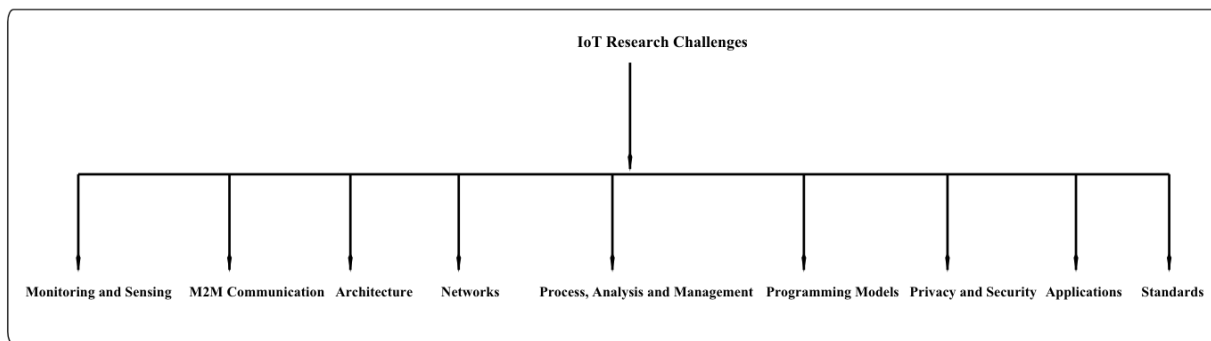 IoT Research Challenges
Monitoring and Sensing
M2M Communication
Architecture
Networks
Process, Analysis and Management
Programming Models
Privacy and Security
Applications
Standards